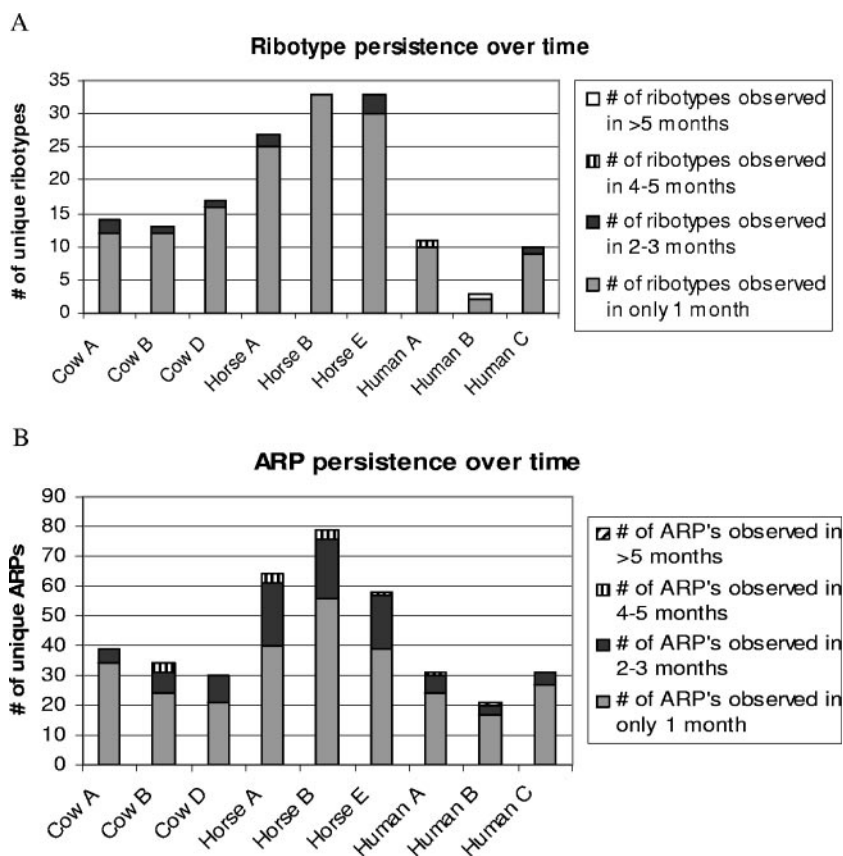 A
Ribotype persistence over time
# of unique ribotypes
35
30
25
20
15
10
5
0
Cow A
Cow B
Cow D
Horse A
Horse B
Horse E
Human A
Human B
Human C
# of ribotypes observed
in >5 months
# of ribotypes observed
in 4-5 months
# of ribotypes observed
in 2-3 months
# of ribotypes observed
in only 1 month
B
ARP persistence over time
# of unique ARPs
90
80
70
60
50
40
30
20
10
0
Cow A
Cow B
Cow D
Horse A
Horse B
Horse E
Human A
Human B
Human C
# of ARP's observed in
>5 months
# of ARP's observed in
4-5 months
# of ARP's observed in
2-3 months
# of ARP's observed in
only 1 month